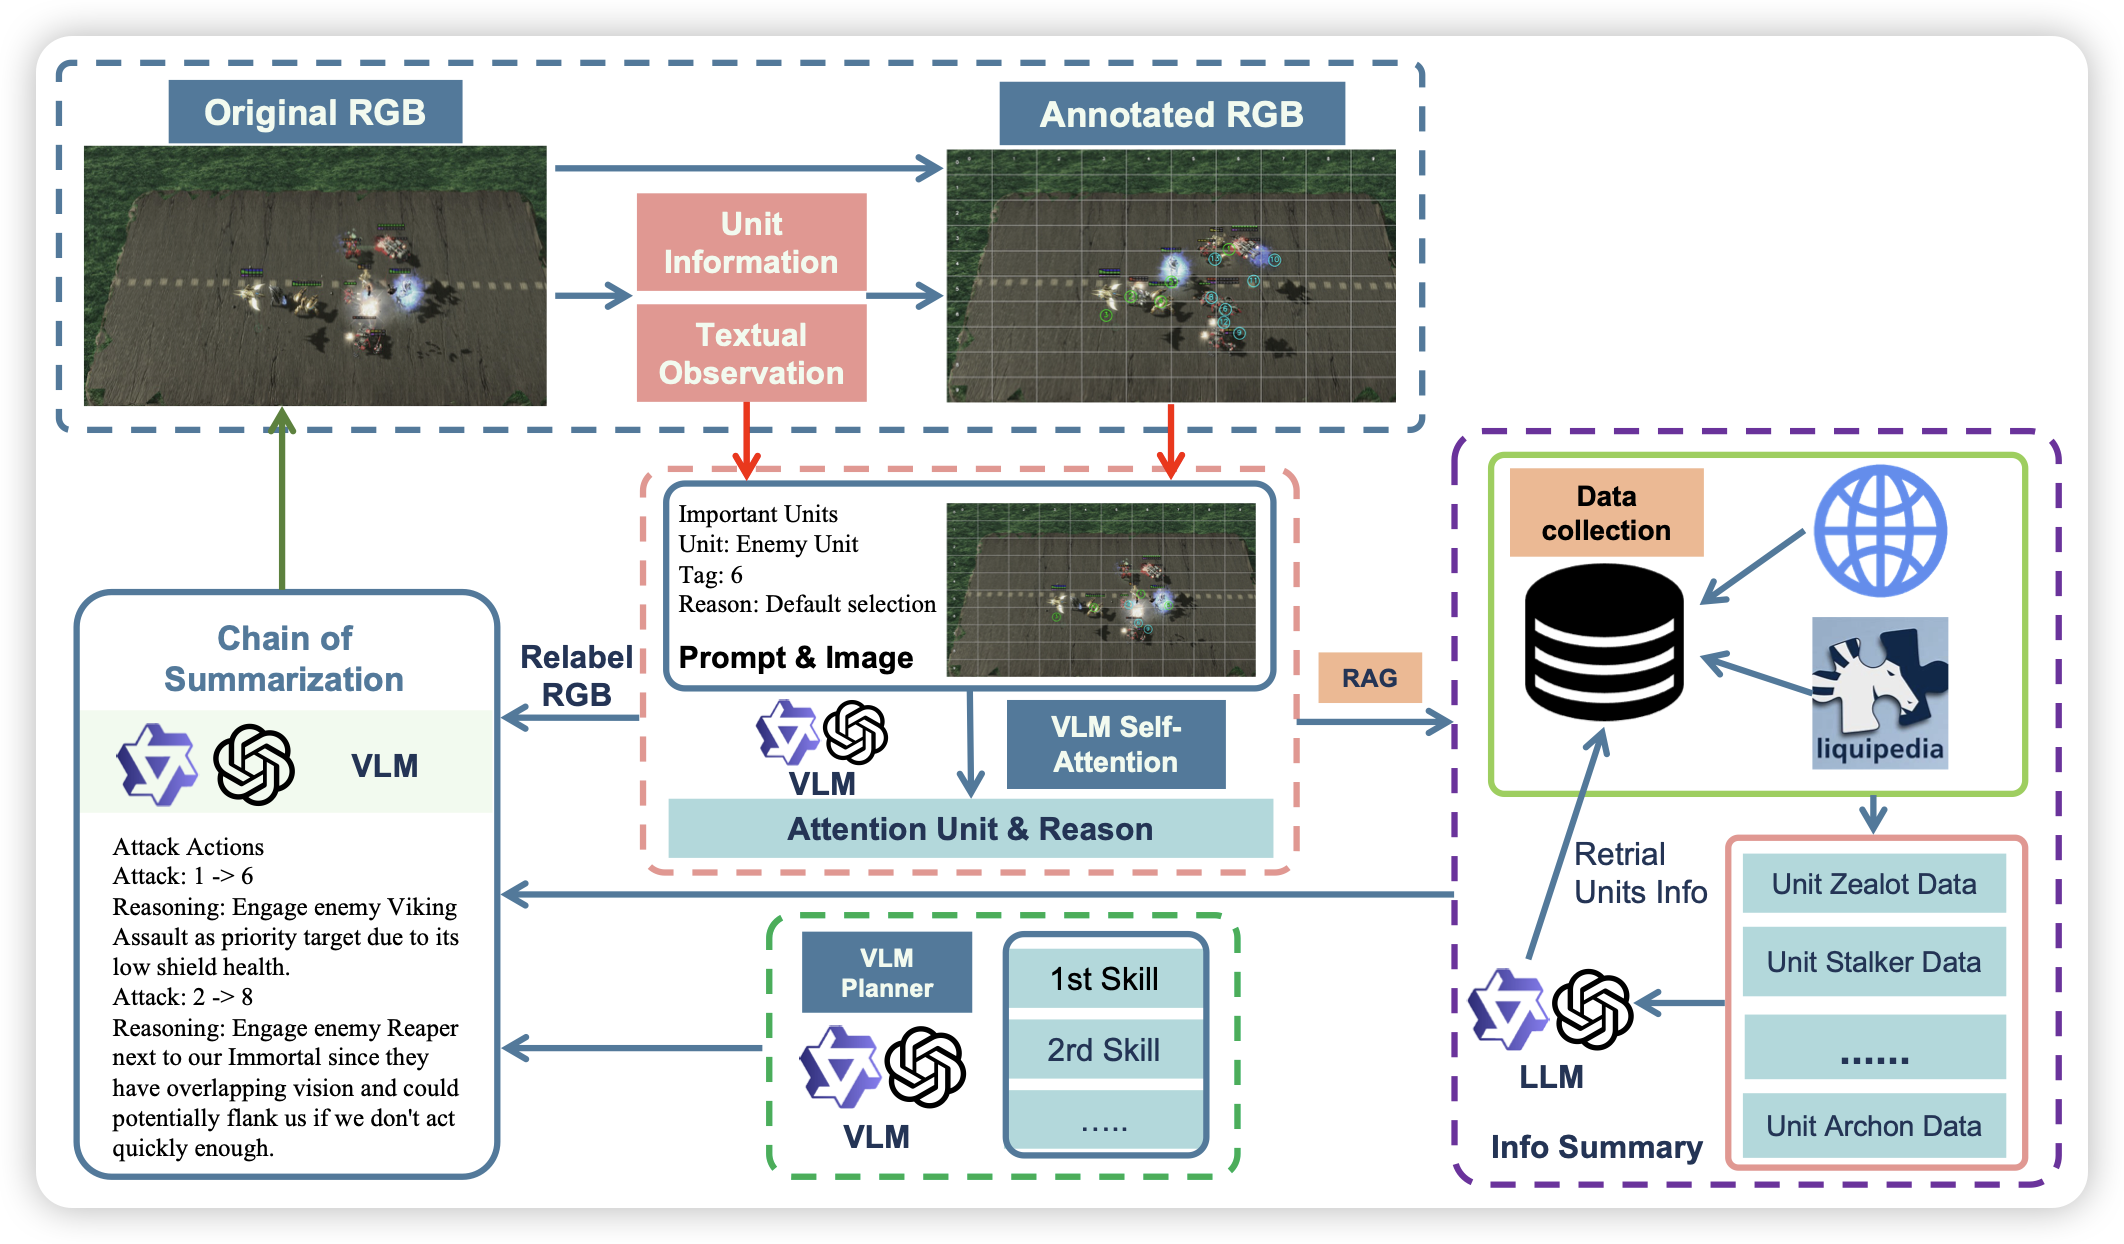 Original RGB
Annotated RGB
Unit
Information
Textual
Observation
Important Units
Unit: Enemy Unit
Tag: 6
Reason: Default selection
Prompt & Image
Relabel
RGB
VLM
VLM Self-
Attention
Attention Unit & Reason
RAG
Data
collection
liquipedia
Retrial
Units Info
Unit Zealot Data
Unit Stalker Data
......
Unit Archon Data
LLM
Info Summary
Chain of
Summarization
VLM
Attack Actions
Attack: 1 -> 6
Reasoning: Engage enemy Viking
Assault as priority target due to its
low shield health.
Attack: 2 -> 8
Reasoning: Engage enemy Reaper
next to our Immortal since they
have overlapping vision and could
potentially flank us if we don't act
quickly enough.
VLM
Planner
VLM
1st Skill
2rd Skill
.....